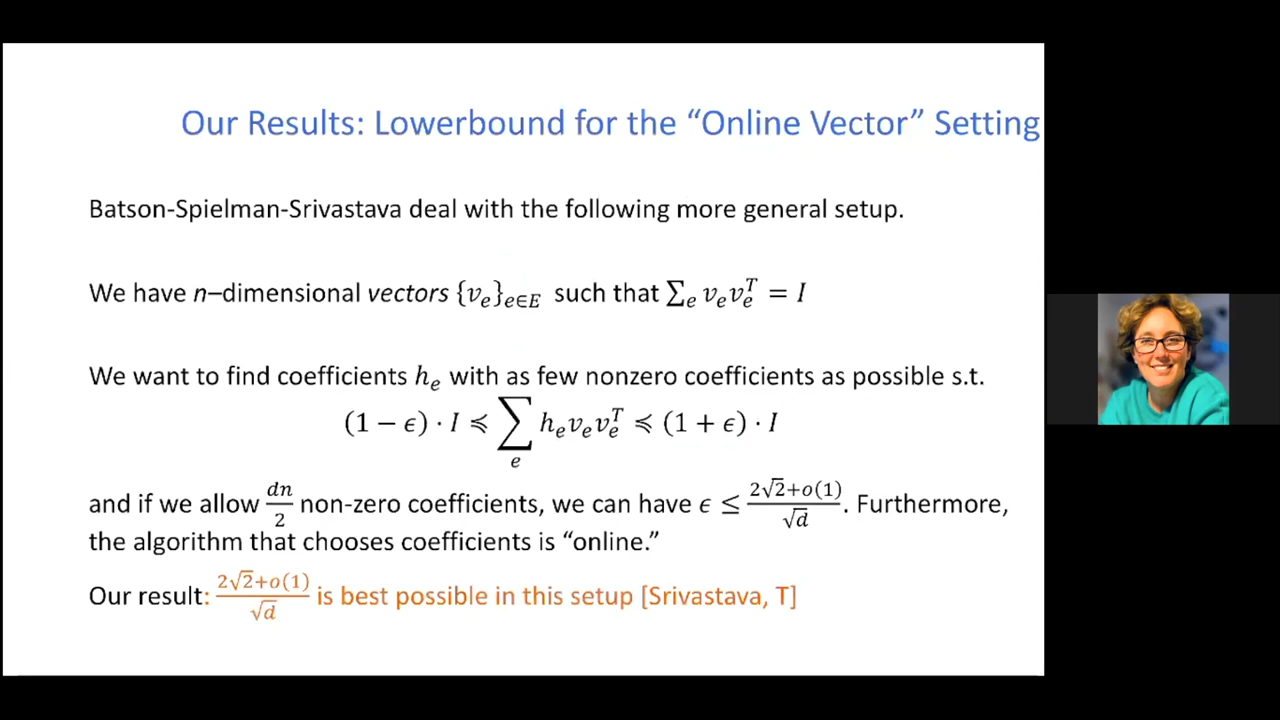 Our Results: Lowerbound for the “Online Vector” Setting
Batson-Spielman-Srivastava deal with the following more general setup.
We have n–dimensional vectors {v_e}_{e∈E} such that ∑_e v_e v_e^T = I
We want to find coefficients h_e with as few nonzero coefficients as possible s.t.
(1 − ϵ) · I ≼ ∑_e h_e v_e v_e^T ≼ (1 + ϵ) · I
and if we allow dn/2 non-zero coefficients, we can have ϵ ≤ (2√2+o(1))/√d. Furthermore,
the algorithm that chooses coefficients is “online.”
Our result: (2√2+o(1))/√d is best possible in this setup [Srivastava, T]